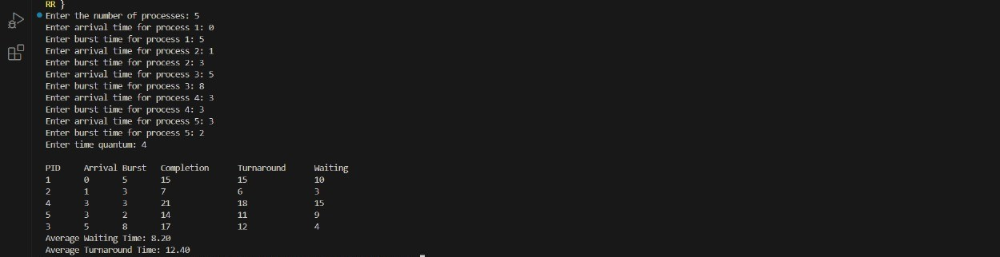 RR }
Enter the number of processes: 5
Enter arrival time for process 1: 0
Enter burst time for process 1: 5
Enter arrival time for process 2: 1
Enter burst time for process 2: 3
Enter arrival time for process 3: 5
Enter burst time for process 3: 8
Enter arrival time for process 4: 3
Enter burst time for process 4: 3
Enter arrival time for process 5: 3
Enter burst time for process 5: 2
Enter time quantum: 4
PID Arrival Burst Completion Turnaround Waiting
1 0 5 15 15 10
2 1 3 7 6 3
4 3 3 21 18 15
5 3 2 14 11 9
3 5 8 17 12 4
Average Waiting Time: 8.20
Average Turnaround Time: 12.40